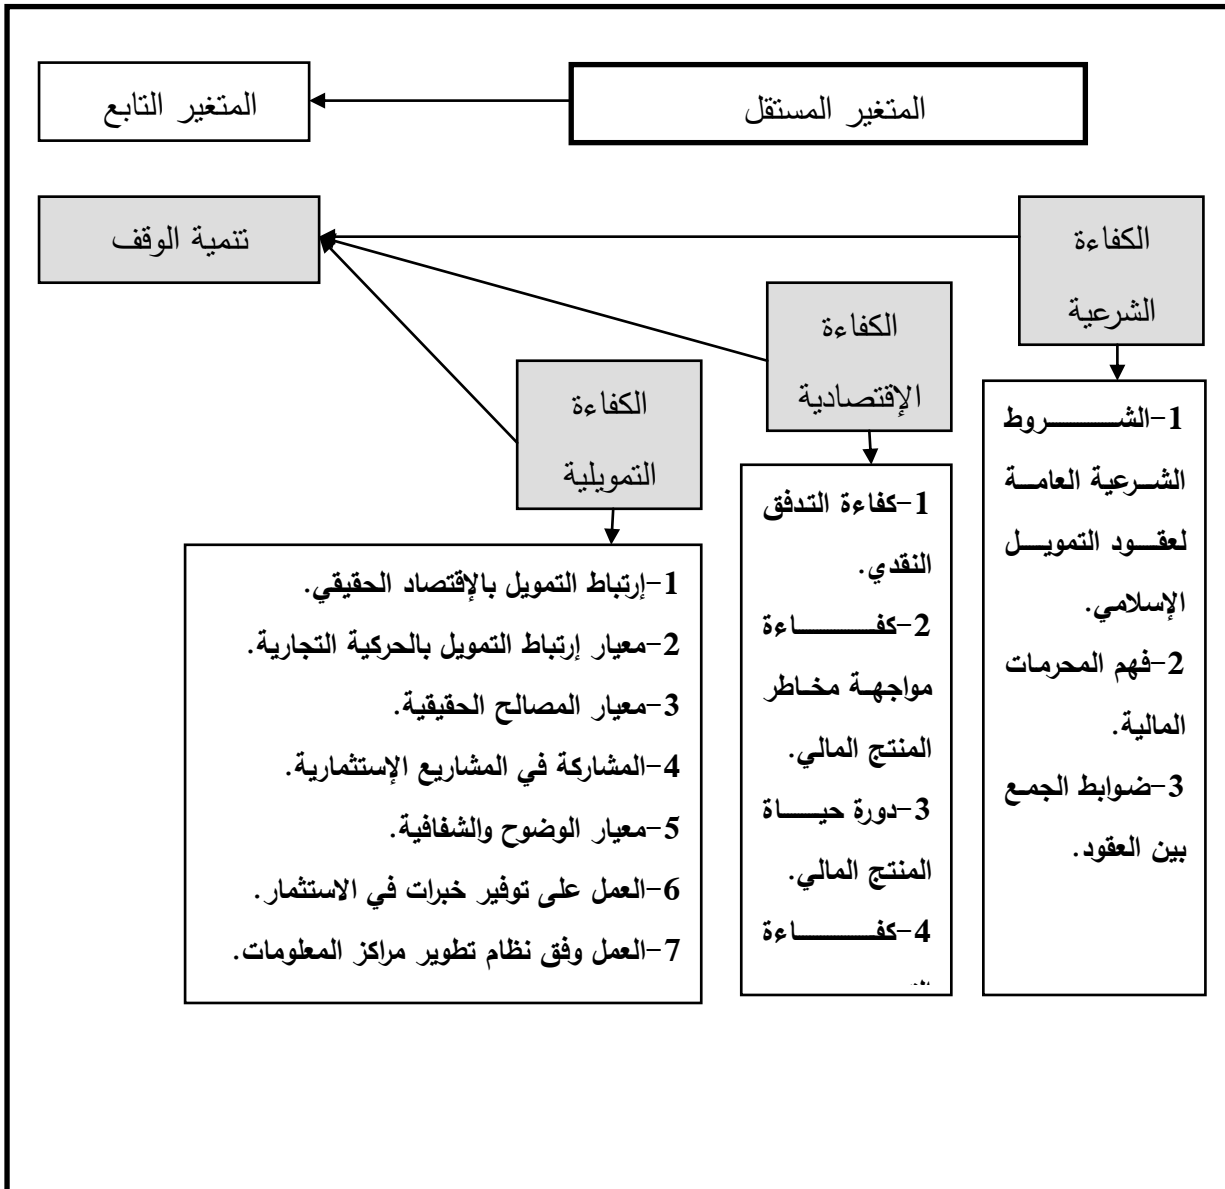 المتغير المستقل
المتغير التابع
الكفاءة
الشرعية
تنمية الوقف
الكفاءة
الإقتصادية
الكفاءة
التمويلية
1-الشروط
الشرعية العامة
لعقود التمويل
الإسلامي.
2-فهم المحرمات
المالية.
3-ضوابط الجمع
بين العقود.
1-كفاءة التدفق
النقدي.
2-كفاءة
مواجهة مخاطر
المنتج المالي.
3-دورة حياة
المنتج المالي.
4-كفاءة
1-إرتباط التمويل بالإقتصاد الحقيقي.
2-معيار إرتباط التمويل بالحركية التجارية.
3-معيار المصالح الحقيقية.
4-المشاركة في المشاريع الإستثمارية.
5-معيار الوضوح والشفافية.
6-العمل على توفير خبرات في الاستثمار.
7-العمل وفق نظام تطوير مراكز المعلومات.